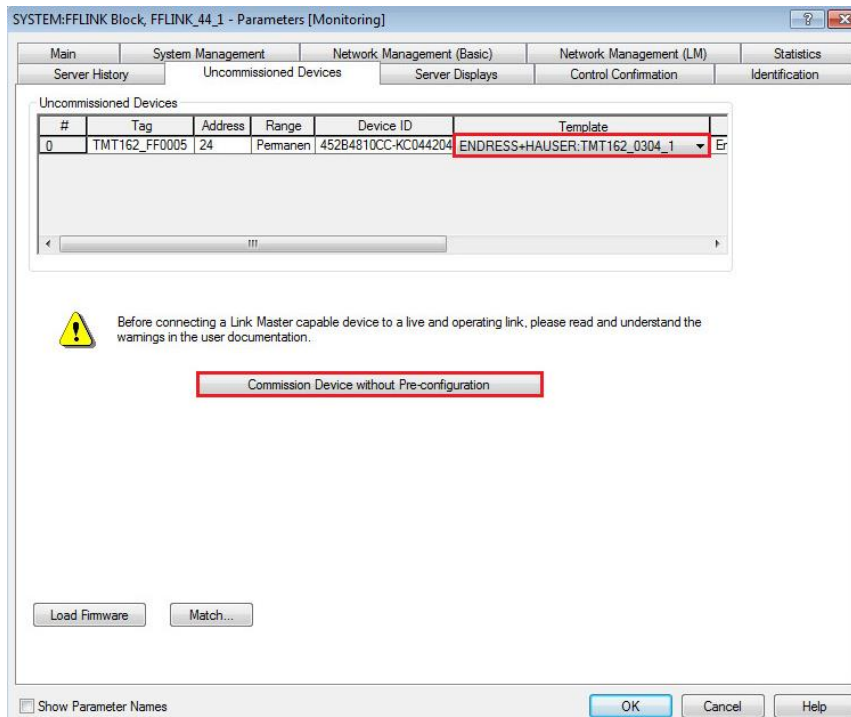 SYSTEM:FFLINK Block, FFLINK_44_1 - Parameters [Monitoring]
Main System Management Network Management (Basic) Network Management (LM) Statistics
Server History Uncommissioned Devices Server Displays Control Confirmation Identification
Uncommissioned Devices
# Tag Address Range Device ID Template
0 TMT162_FF0005 24 Permanen 452B4810CC-KC044204 ENDRESS+HAUSER:TMT162_0304_1 Er
Before connecting a Link Master capable device to a live and operating link, please read and understand the
warnings in the user documentation.
Commission Device without Pre-configuration
Load Firmware Match...
Show Parameter Names OK Cancel Help